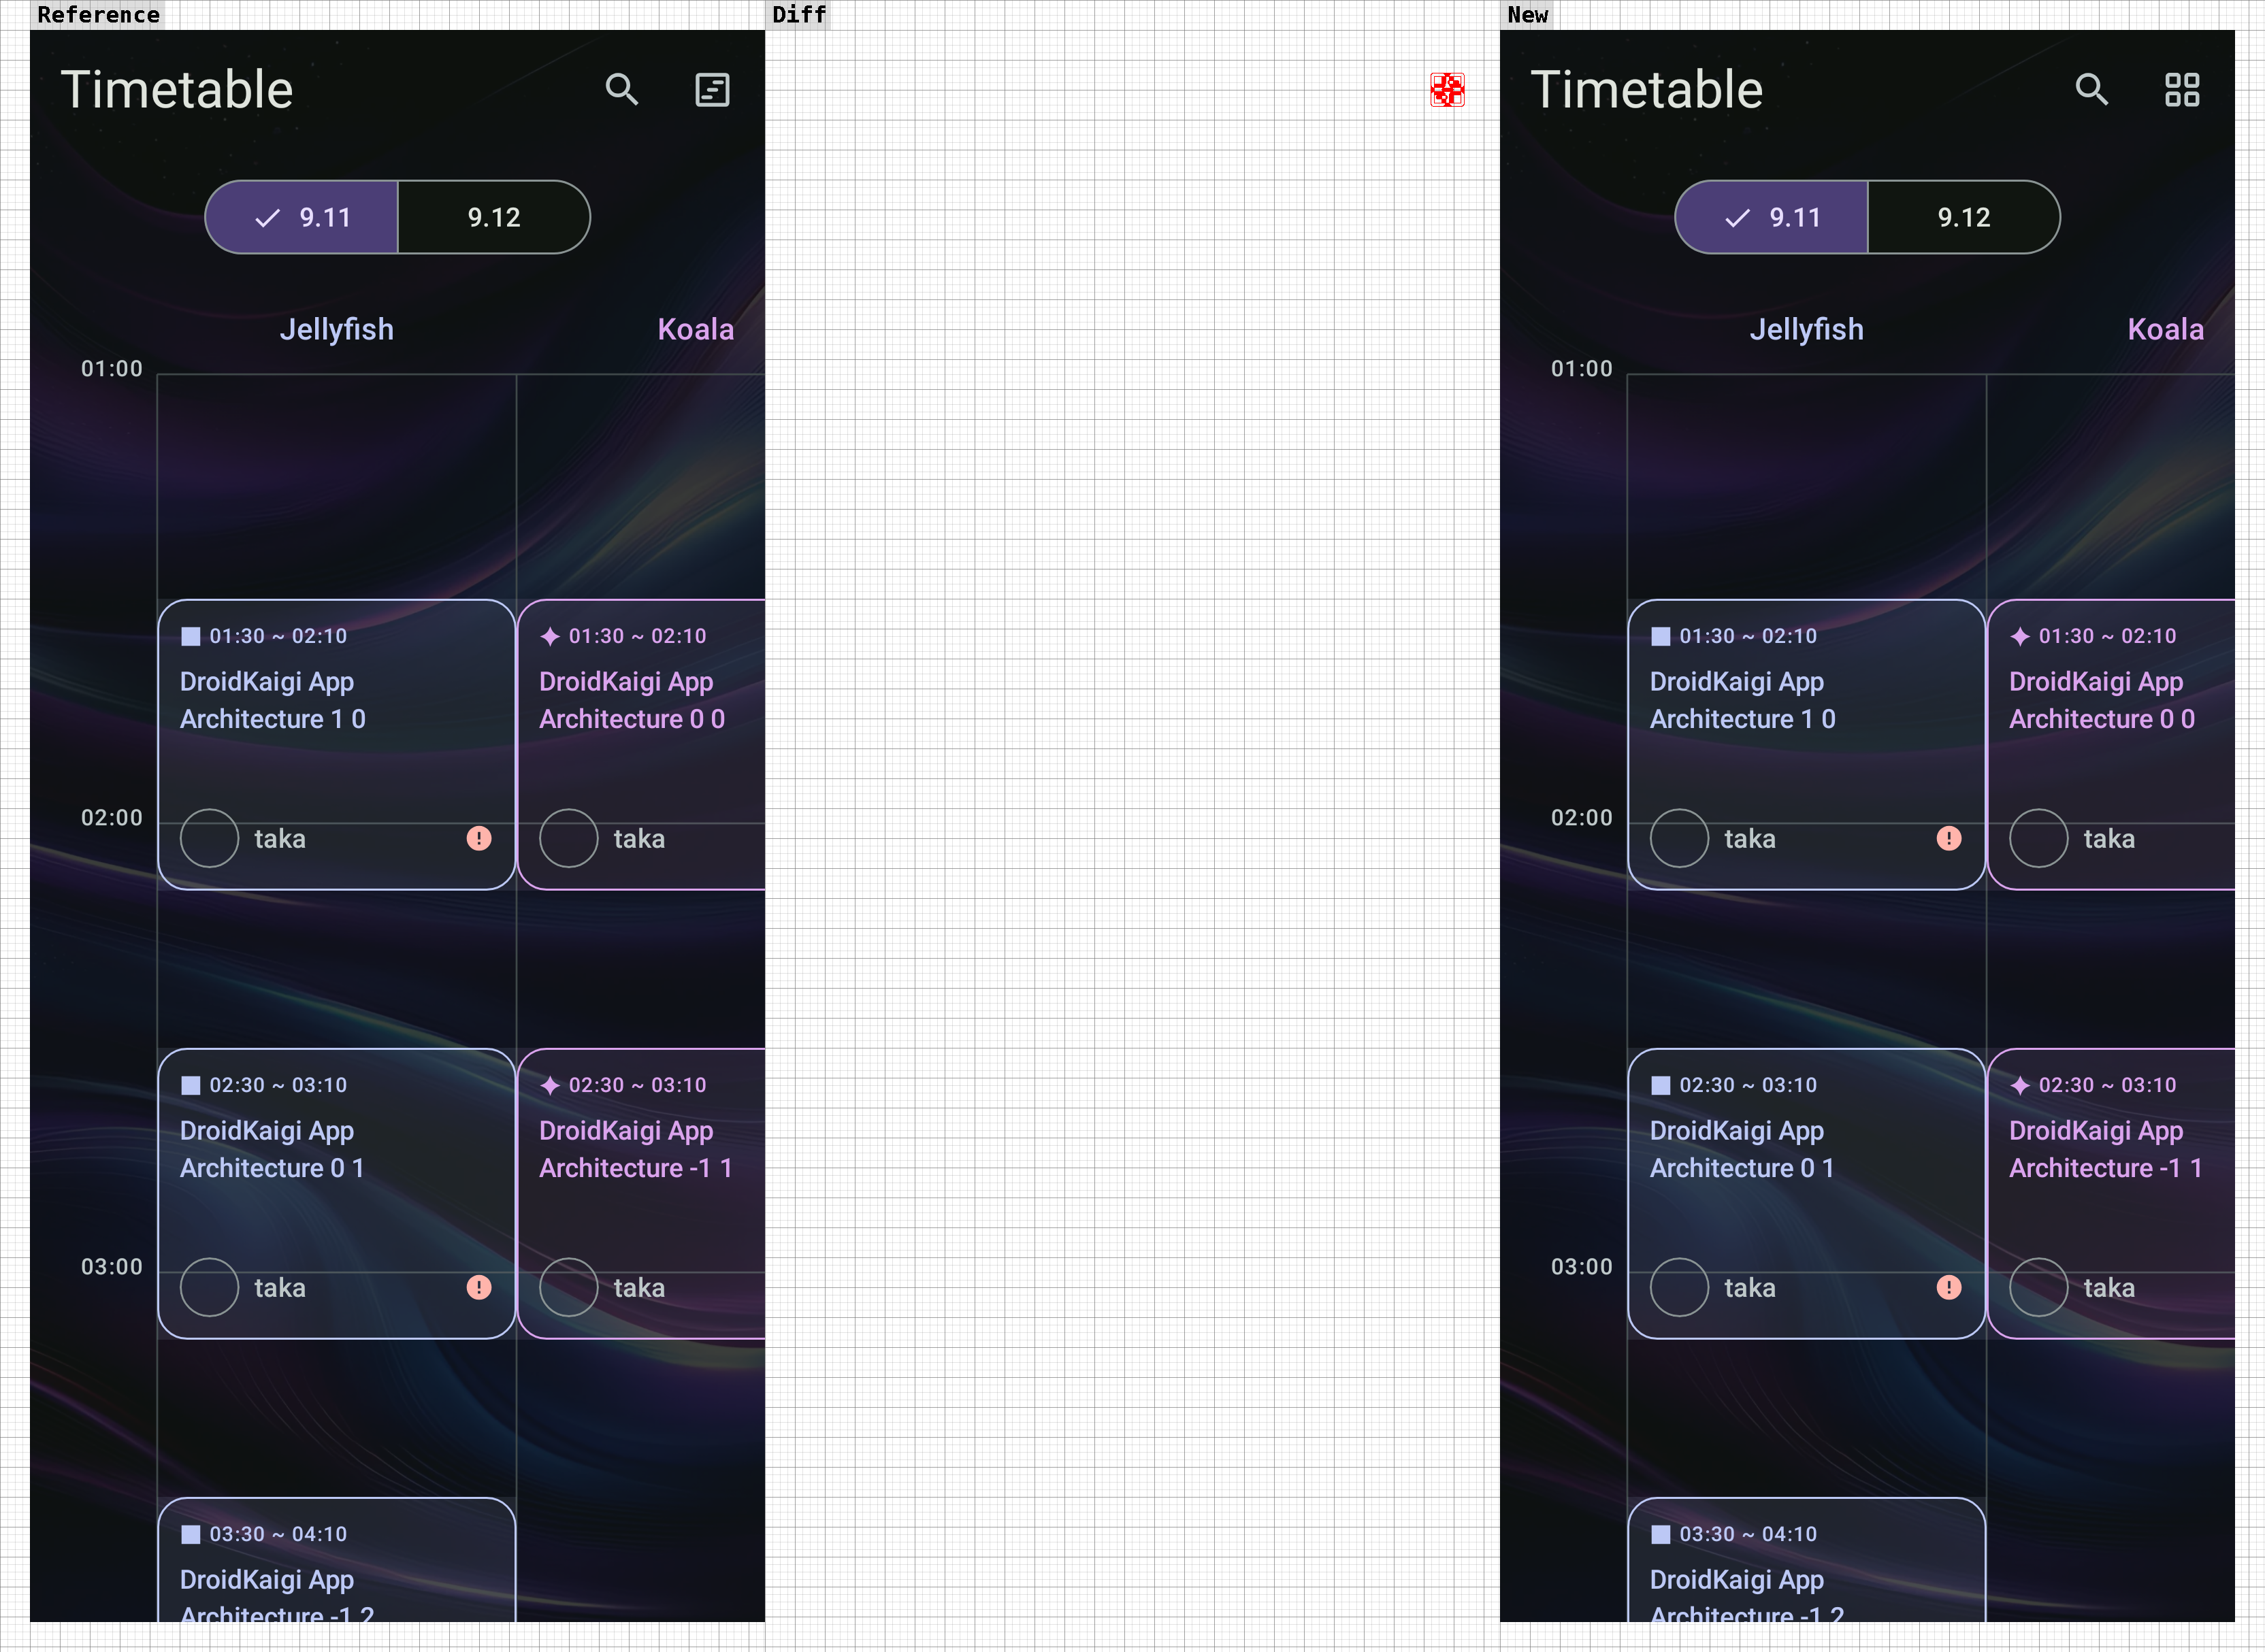 Reference
Diff
New
Timetable
9.11
9.12
Jellyfish
Koala
01:00
01:30 ~ 02:10
DroidKaigi App
Architecture 1 0
taka
!
01:30 ~ 02:10
DroidKaigi App
Architecture 0 0
taka
02:00
02:30 ~ 03:10
DroidKaigi App
Architecture 0 1
taka
!
02:30 ~ 03:10
DroidKaigi App
Architecture -1 1
taka
03:00
03:30 ~ 04:10
DroidKaigi App
Architecture -1 2
Timetable
9.11
9.12
Jellyfish
Koala
01:00
01:30 ~ 02:10
DroidKaigi App
Architecture 1 0
taka
!
01:30 ~ 02:10
DroidKaigi App
Architecture 0 0
taka
02:00
02:30 ~ 03:10
DroidKaigi App
Architecture 0 1
taka
!
02:30 ~ 03:10
DroidKaigi App
Architecture -1 1
taka
03:00
03:30 ~ 04:10
DroidKaigi App
Architecture -1 2